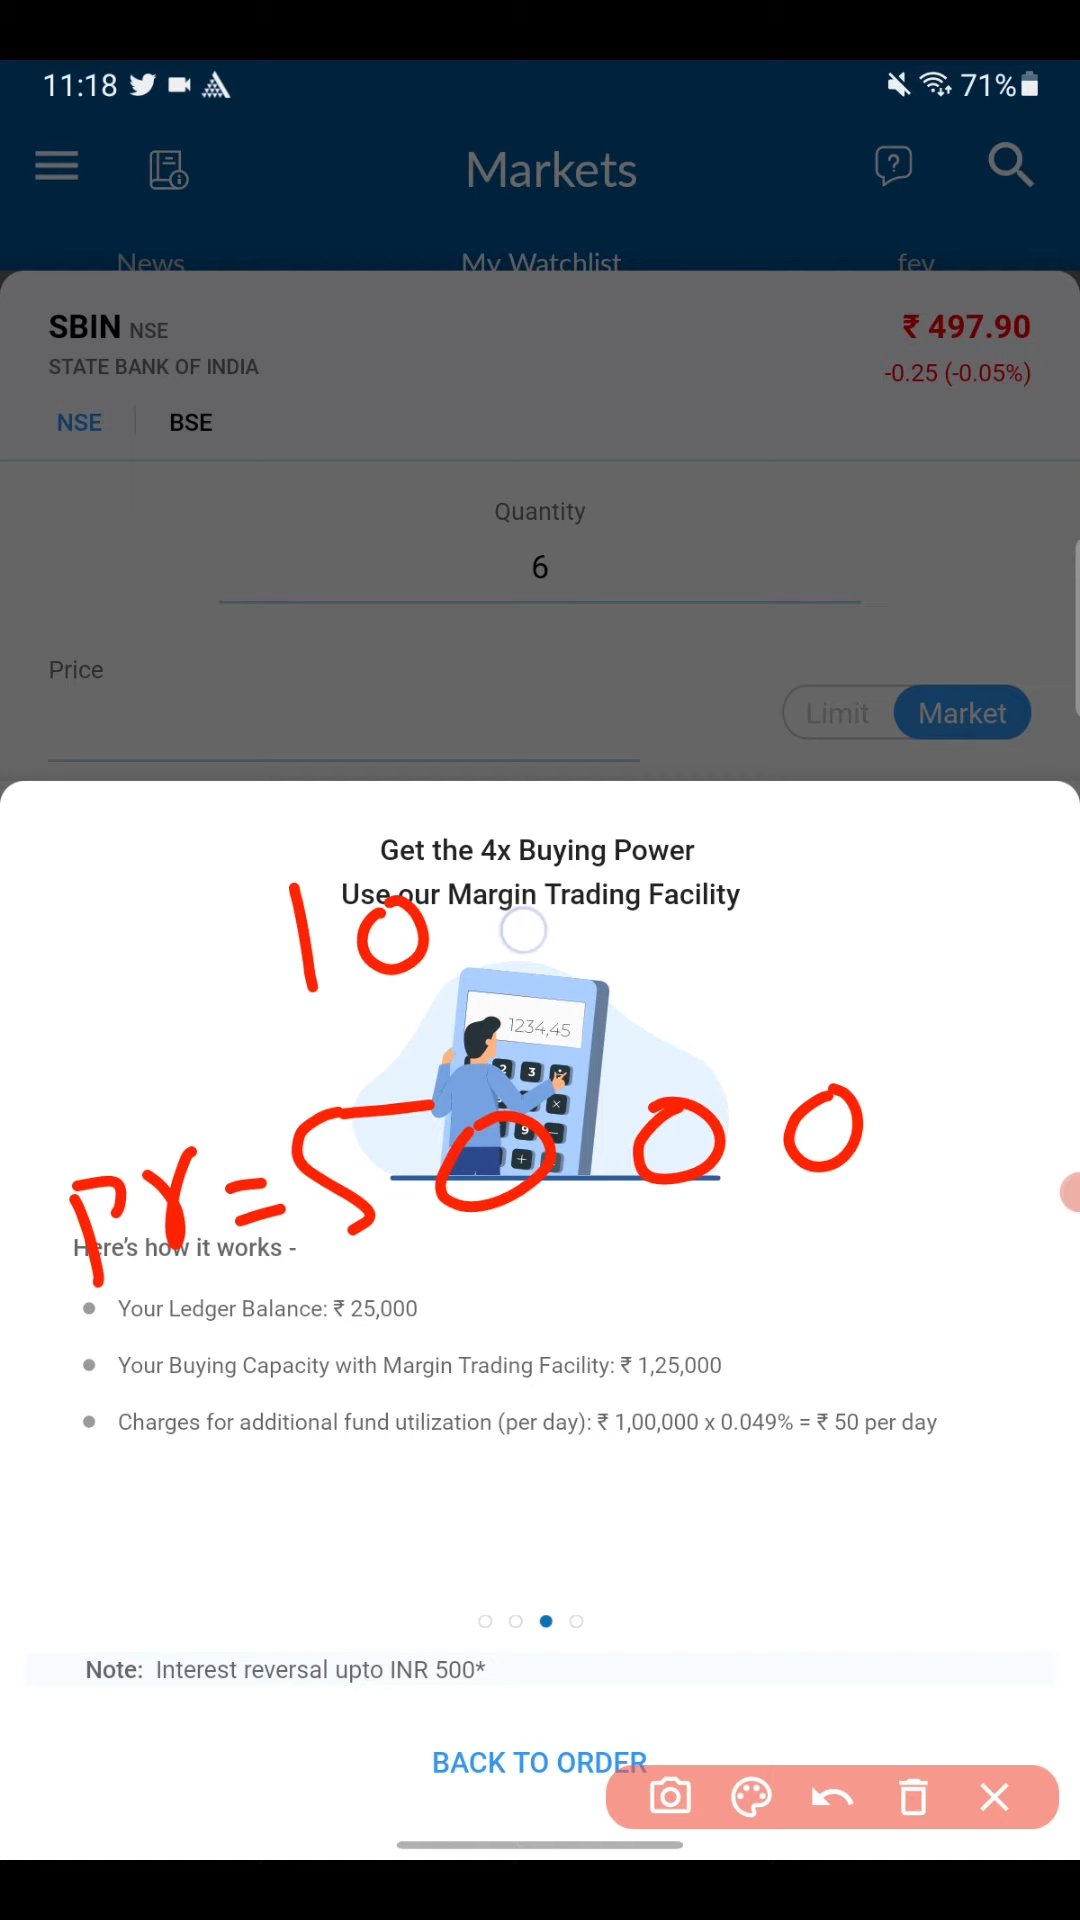 11:18 71%
Markets
News My Watchlist fev
SBIN NSE ₹ 497.90
STATE BANK OF INDIA -0.25 (-0.05%)
NSE BSE
Quantity
6
Price
Limit Market
Get the 4x Buying Power
Use our Margin Trading Facility
10
1234,45
2 3 ÷
×
9 −
+
pr=5000
Here's how it works -
Your Ledger Balance: ₹ 25,000
Your Buying Capacity with Margin Trading Facility: ₹ 1,25,000
Charges for additional fund utilization (per day): ₹ 1,00,000 x 0.049% = ₹ 50 per day
Note: Interest reversal upto INR 500*
BACK TO ORDER